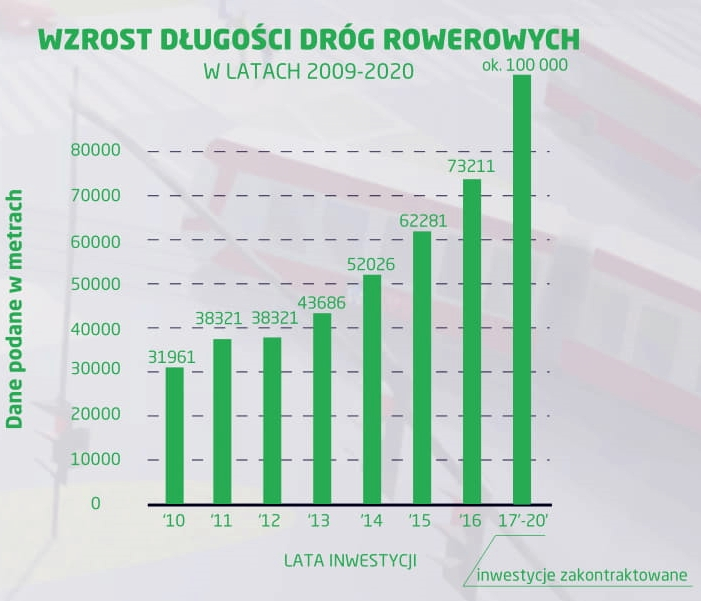 WZROST DŁUGOŚCI DRÓG ROWEROWYCH
W LATACH 2009-2020
ok. 100 000
80000
73211
70000
62281
60000
52026
50000
43686
38321 38321
40000
31961
30000
20000
10000
0
Dane podane w metrach
'10 '11 '12 '13 '14 '15 '16 17'-20'
LATA INWESTYCJI
inwestycje zakontraktowane